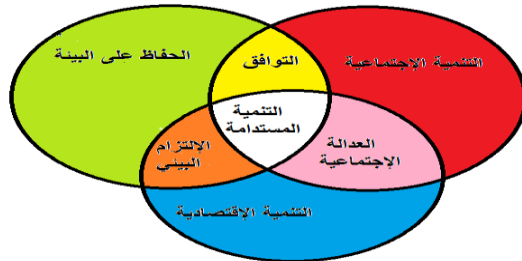 التنمية الإجتماعية
التوافق
الحفاظ على البيئة
التنمية
المستدامة
العدالة
الإجتماعية
الإلتزام
البيئي
التنمية الإقتصادية